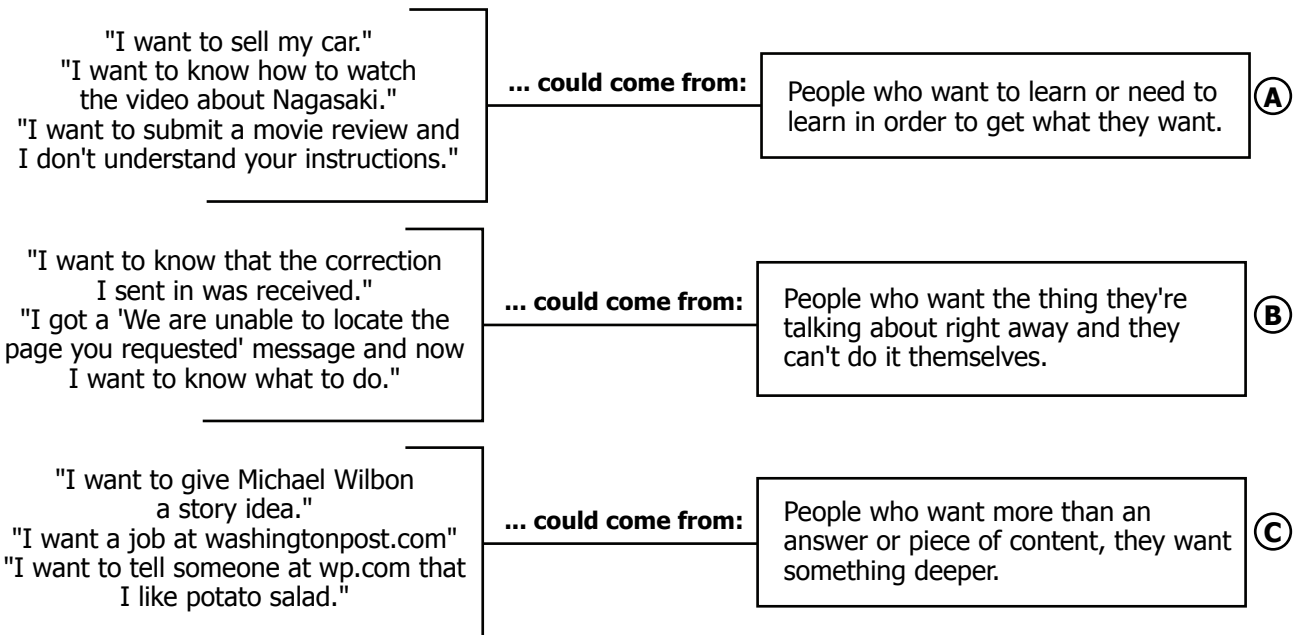 "I want to sell my car."
"I want to know how to watch
the video about Nagasaki."
"I want to submit a movie review and
I don't understand your instructions."
... could come from:
People who want to learn or need to
learn in order to get what they want.
A
"I want to know that the correction
I sent in was received."
"I got a 'We are unable to locate the
page you requested' message and now
I want to know what to do."
... could come from:
People who want the thing they're
talking about right away and they
can't do it themselves.
B
"I want to give Michael Wilbon
a story idea."
"I want a job at washingtonpost.com"
"I want to tell someone at wp.com that
I like potato salad."
... could come from:
People who want more than an
answer or piece of content, they want
something deeper.
C